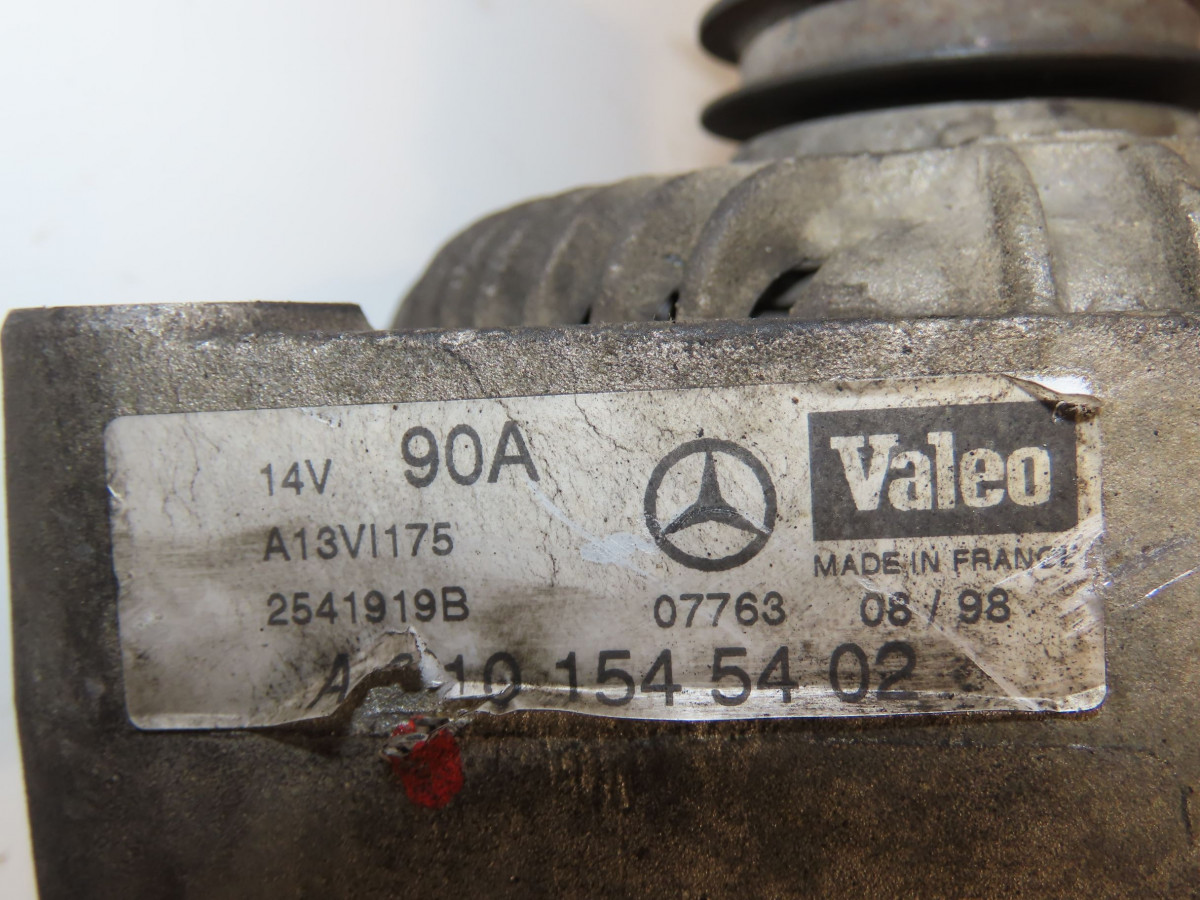 14V 90A
Valeo
A13VI175
MADE IN FRANCE
2541919B 07763 08 / 98
A 10 154 54 02